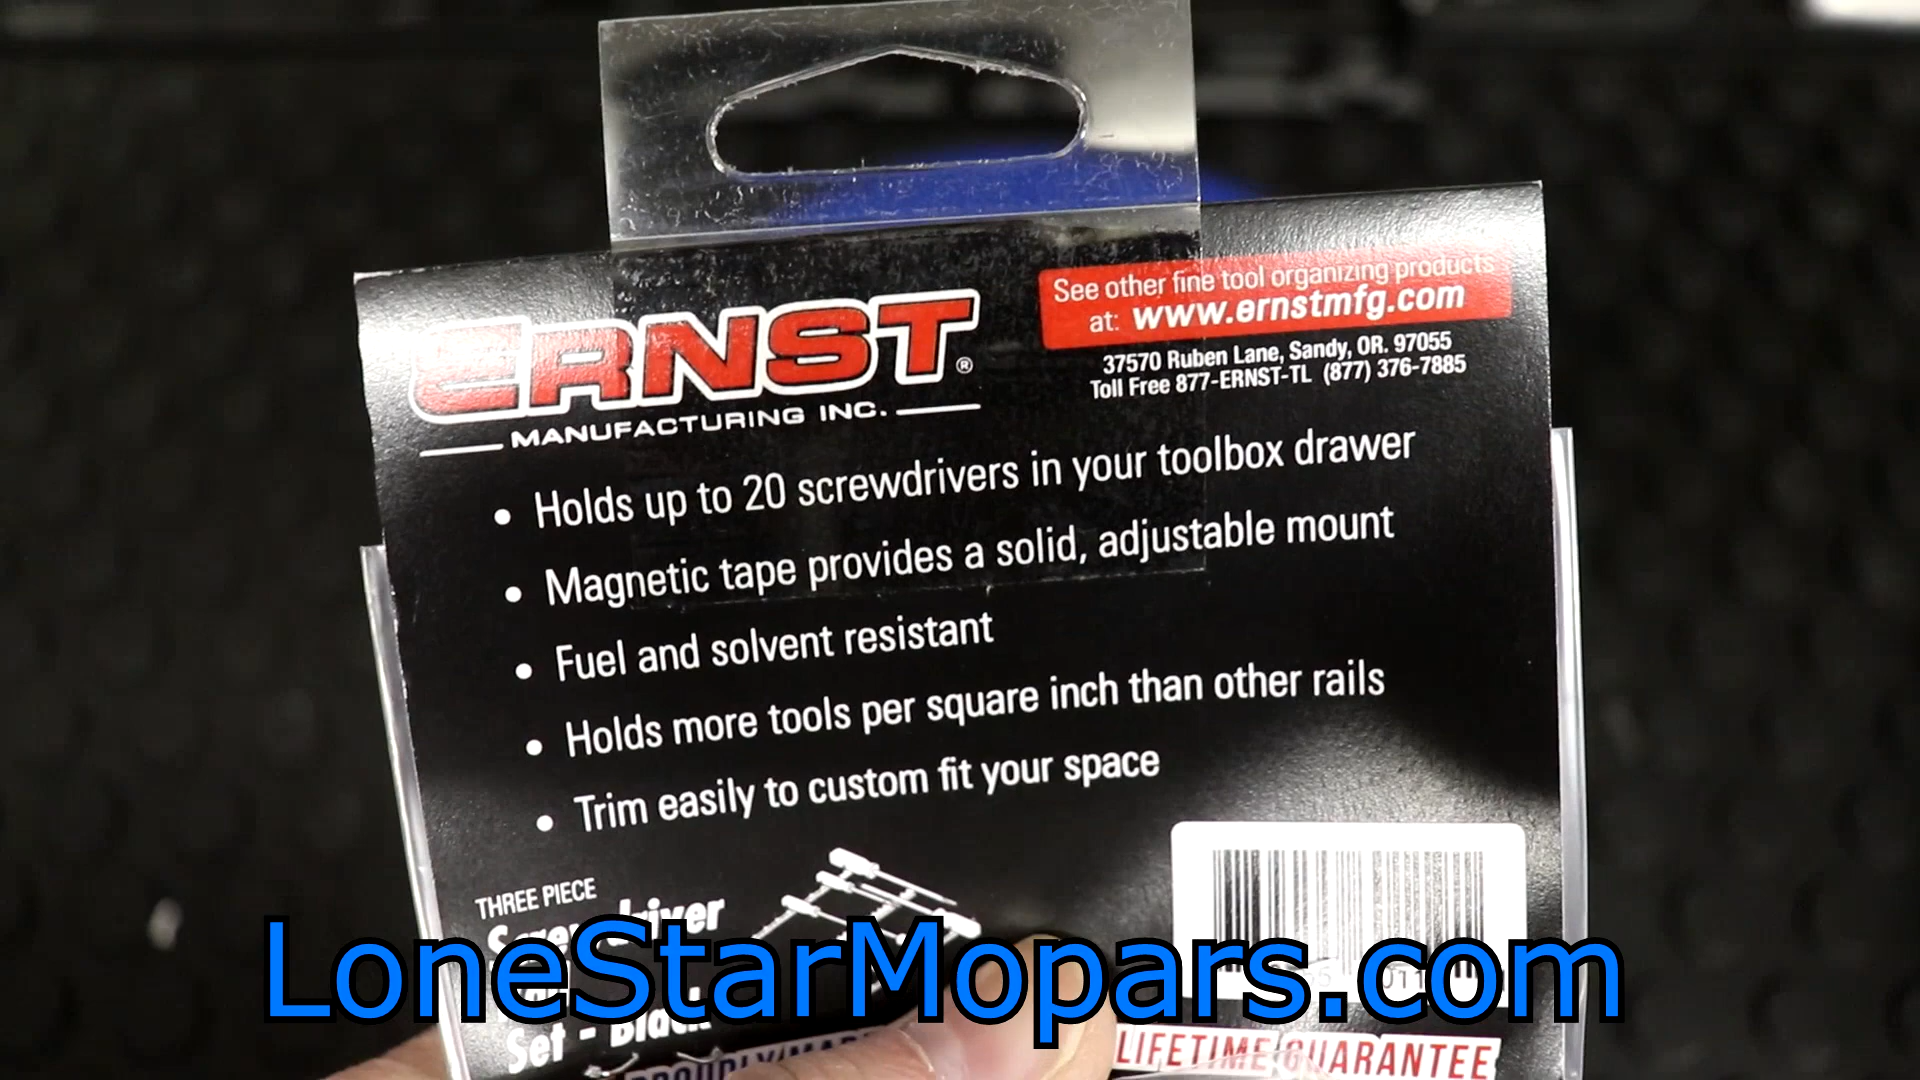 ERNST®
MANUFACTURING INC.
See other fine tool organizing products
at: www.ernstmfg.com
37570 Ruben Lane, Sandy, OR. 97055
Toll Free 877-ERNST-TL (877) 376-7885
• Holds up to 20 screwdrivers in your toolbox drawer
• Magnetic tape provides a solid, adjustable mount
• Fuel and solvent resistant
• Holds more tools per square inch than other rails
• Trim easily to custom fit your space
THREE PIECE
Screwdriver
Set - Black
LoneStarMopars.com
LIFETIME GUARANTEE